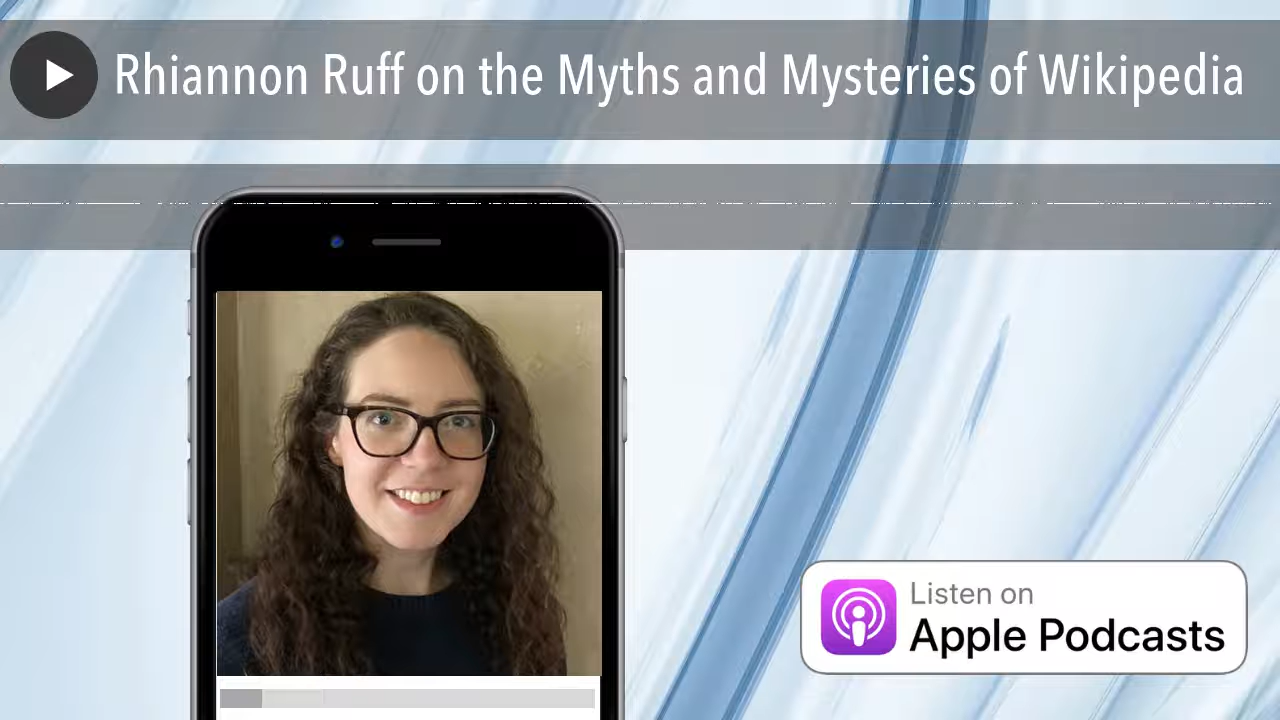 Rhiannon Ruff on the Myths and Mysteries of Wikipedia
Listen on
Apple Podcasts